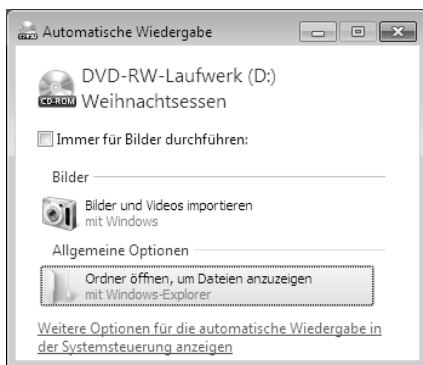 Automatische Wiedergabe
DVD-RW-Laufwerk (D:)
Weihnachtsessen
CD-ROM
Immer für Bilder durchführen:
Bilder
Bilder und Videos importieren
mit Windows
Allgemeine Optionen
Ordner öffnen, um Dateien anzuzeigen
mit Windows-Explorer
Weitere Optionen für die automatische Wiedergabe in
der Systemsteuerung anzeigen